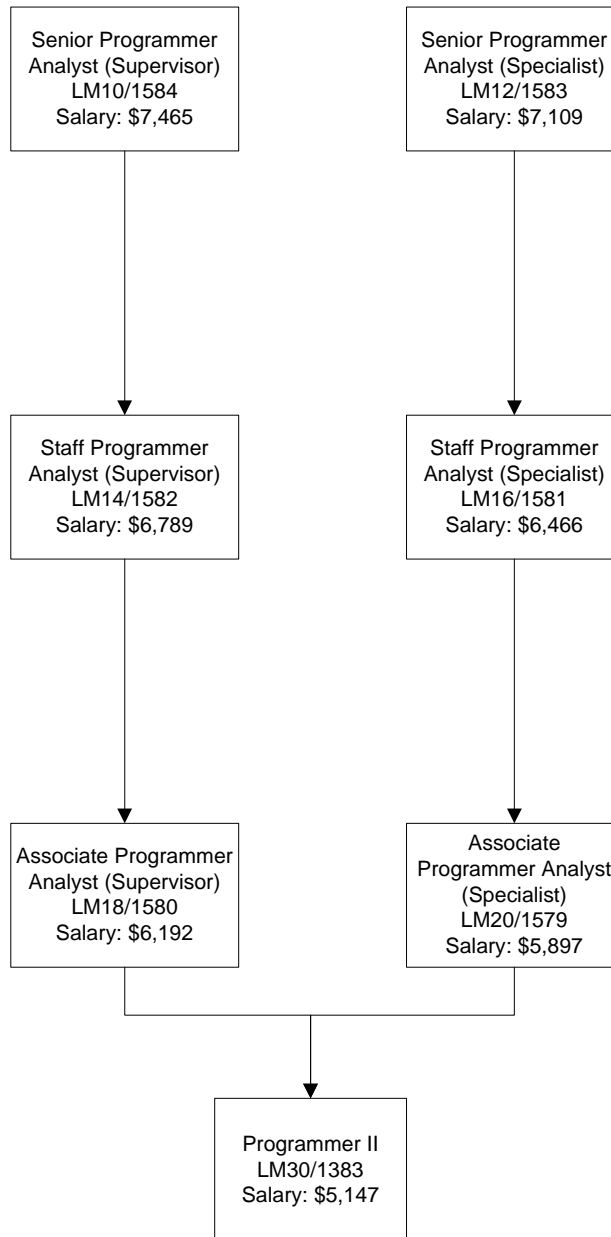 Senior Programmer
Analyst (Supervisor)
LM10/1584
Salary: $7,465
Senior Programmer
Analyst (Specialist)
LM12/1583
Salary: $7,109
Staff Programmer
Analyst (Supervisor)
LM14/1582
Salary: $6,789
Staff Programmer
Analyst (Specialist)
LM16/1581
Salary: $6,466
Associate Programmer
Analyst (Supervisor)
LM18/1580
Salary: $6,192
Associate
Programmer Analyst
(Specialist)
LM20/1579
Salary: $5,897
Programmer II
LM30/1383
Salary: $5,147